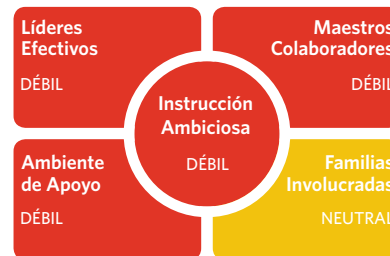 Líderes
Efectivos
DÉBIL
Maestros
Colaboradores
DÉBIL
Instrucción
Ambiciosa
DÉBIL
Ambiente
de Apoyo
DÉBIL
Familias
Involucradas
NEUTRAL